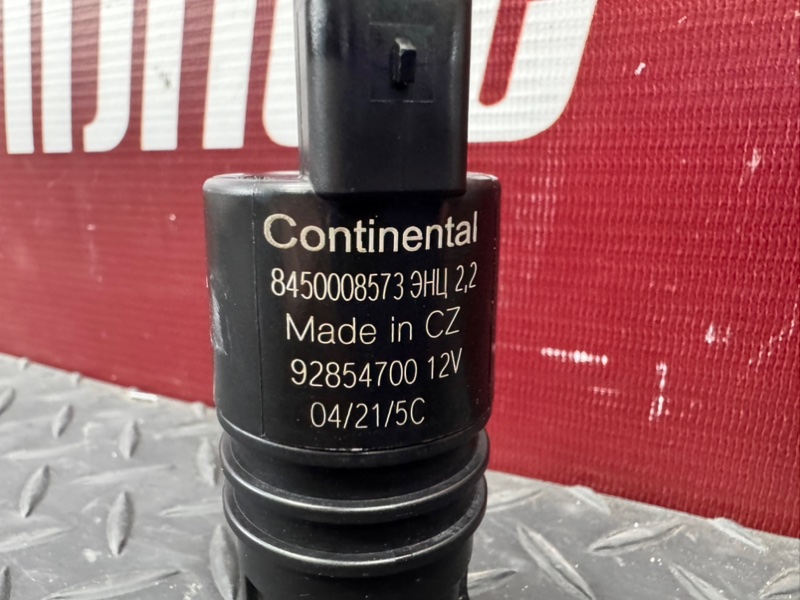 Continental
8450008573 ЭНЦ 2,2
Made in CZ
92854700 12V
04/21/5C